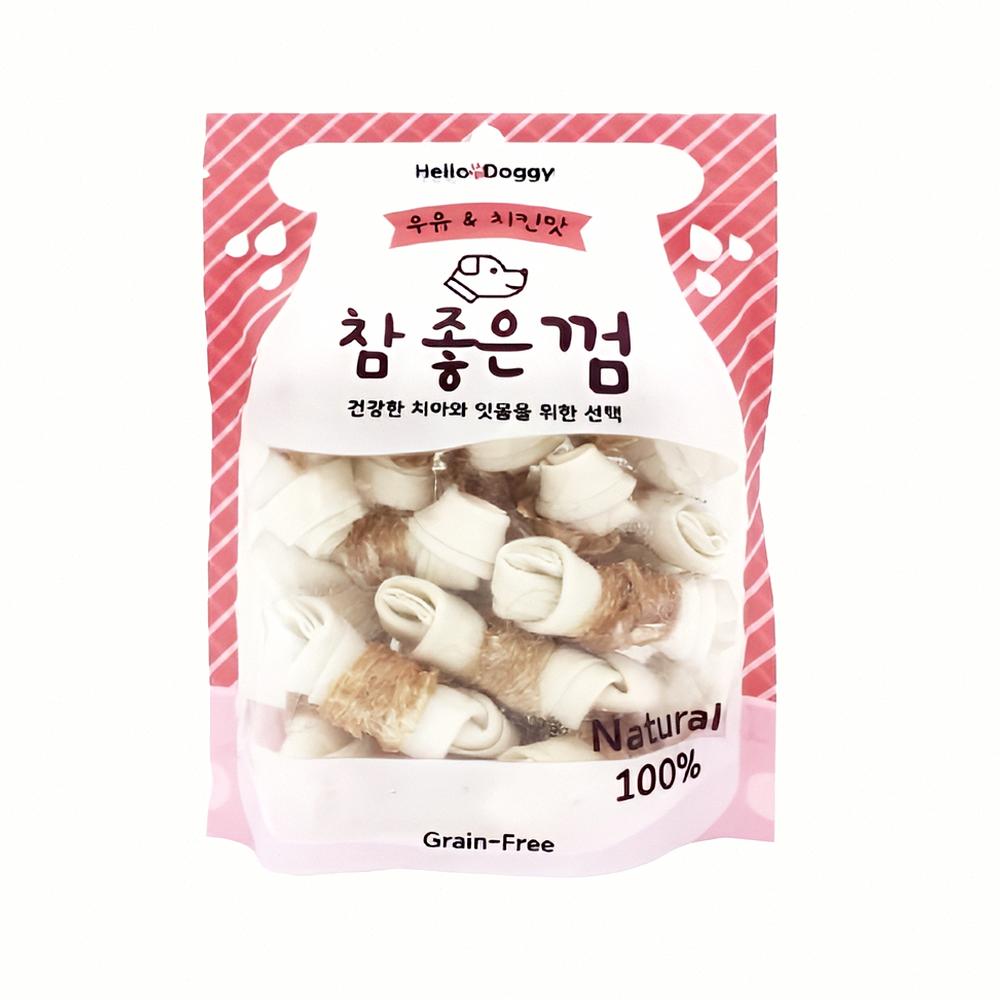 Hello Doggy
우유 & 치킨맛
참 좋은 껌
건강한 치아와 잇몸을 위한 선택
Natural
100%
Grain-Free